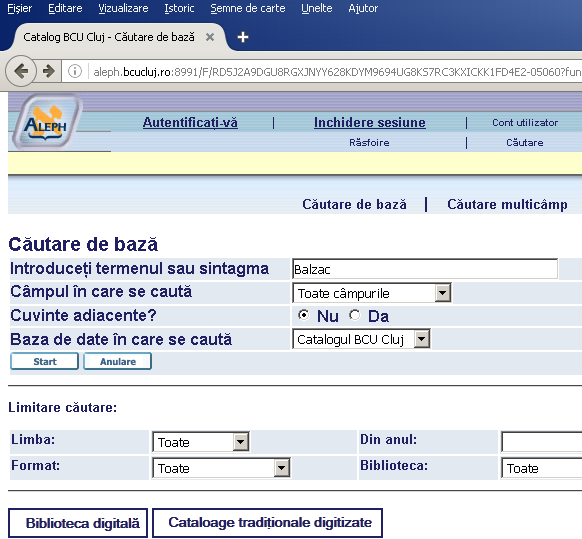 Fișier Editare Vizualizare Istoric Semne de carte Unelte Ajutor
Catalog BCU Cluj - Căutare de bază × +
aleph.bcucluj.ro:8991/F/RD5J2A9DGU8RGXJNYY628KDYM9694UG8KS7RC3KXICKK1FD4E2-05060?fun
ALEPH
Autentificați-vă | Inchidere sesiune | Cont utilizator
Răsfoire | Căutare
Căutare de bază | Căutare multicâmp
Căutare de bază
Introduceți termenul sau sintagma Balzac
Câmpul în care se caută Toate câmpurile
Cuvinte adiacente? Nu Da
Baza de date în care se caută Catalogul BCU Cluj
Start Anulare
Limitare căutare:
Limba: Toate Din anul:
Format: Toate Biblioteca: Toate
Biblioteca digitală Cataloage tradiționale digitizate